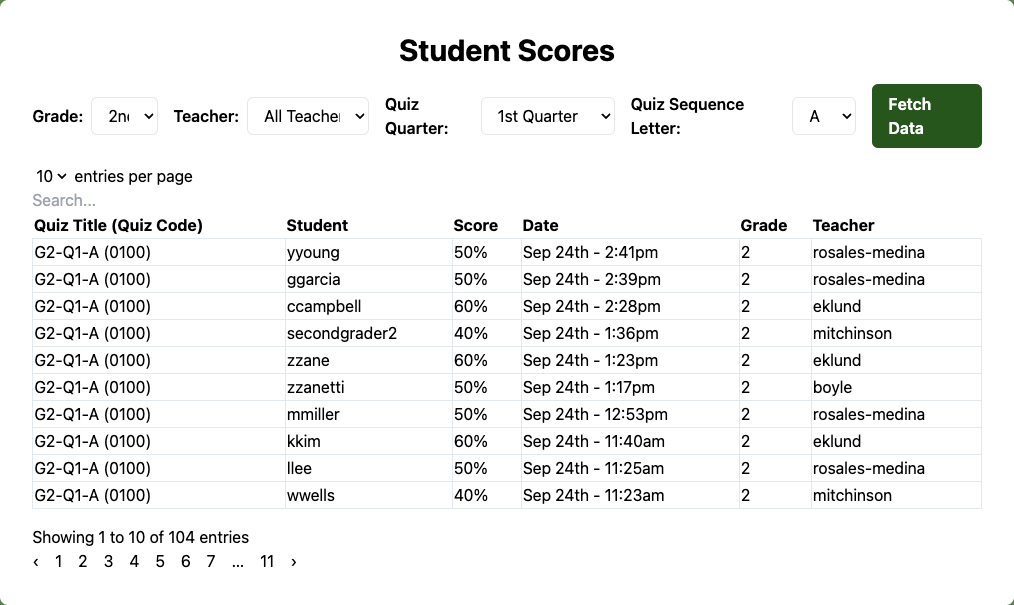 Student Scores
Grade: 2n Teacher: All Teacher Quiz Quarter: 1st Quarter Quiz Sequence Letter: A Fetch Data
10 entries per page
Search...
Quiz Title (Quiz Code) Student Score Date Grade Teacher
G2-Q1-A (0100) yyoung 50% Sep 24th - 2:41pm 2 rosales-medina
G2-Q1-A (0100) ggarcia 50% Sep 24th - 2:39pm 2 rosales-medina
G2-Q1-A (0100) ccampbell 60% Sep 24th - 2:28pm 2 eklund
G2-Q1-A (0100) secondgrader2 40% Sep 24th - 1:36pm 2 mitchinson
G2-Q1-A (0100) zzane 60% Sep 24th - 1:23pm 2 eklund
G2-Q1-A (0100) zzanetti 50% Sep 24th - 1:17pm 2 boyle
G2-Q1-A (0100) mmiller 50% Sep 24th - 12:53pm 2 rosales-medina
G2-Q1-A (0100) kkim 60% Sep 24th - 11:40am 2 eklund
G2-Q1-A (0100) llee 50% Sep 24th - 11:25am 2 rosales-medina
G2-Q1-A (0100) wwells 40% Sep 24th - 11:23am 2 mitchinson
Showing 1 to 10 of 104 entries
‹ 1 2 3 4 5 6 7 ... 11 ›